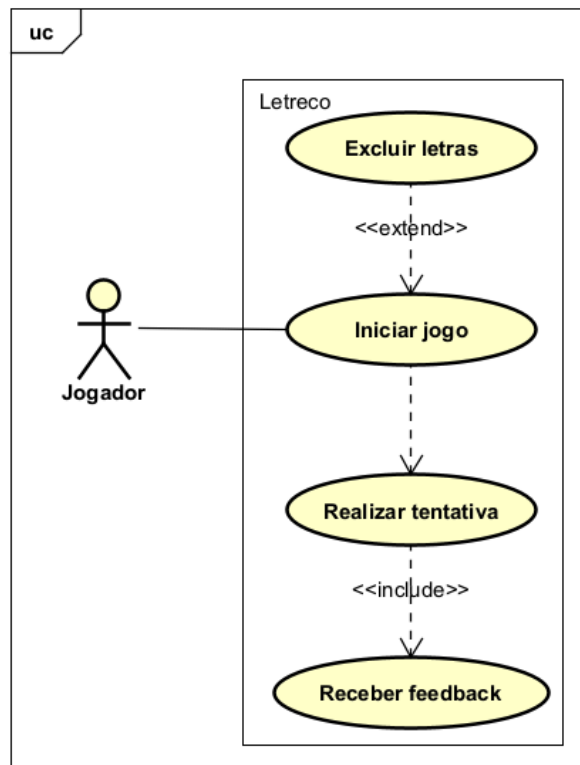 uc
Letreco
Excluir letras
<<extend>>
Iniciar jogo
Jogador
Realizar tentativa
<<include>>
Receber feedback